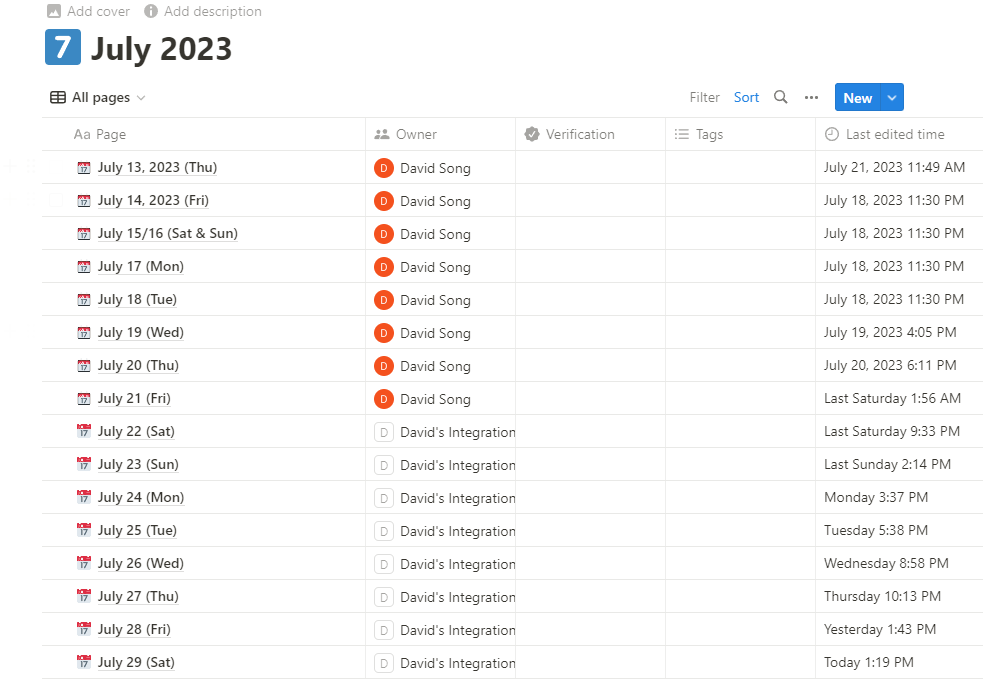 Add cover Add description
7 July 2023
All pages Filter Sort New
Aa Page Owner Verification Tags Last edited time
July 13, 2023 (Thu) D David Song July 21, 2023 11:49 AM
July 14, 2023 (Fri) D David Song July 18, 2023 11:30 PM
July 15/16 (Sat & Sun) D David Song July 18, 2023 11:30 PM
July 17 (Mon) D David Song July 18, 2023 11:30 PM
July 18 (Tue) D David Song July 18, 2023 11:30 PM
July 19 (Wed) D David Song July 19, 2023 4:05 PM
July 20 (Thu) D David Song July 20, 2023 6:11 PM
July 21 (Fri) D David Song Last Saturday 1:56 AM
July 22 (Sat) D David's Integration Last Saturday 9:33 PM
July 23 (Sun) D David's Integration Last Sunday 2:14 PM
July 24 (Mon) D David's Integration Monday 3:37 PM
July 25 (Tue) D David's Integration Tuesday 5:38 PM
July 26 (Wed) D David's Integration Wednesday 8:58 PM
July 27 (Thu) D David's Integration Thursday 10:13 PM
July 28 (Fri) D David's Integration Yesterday 1:43 PM
July 29 (Sat) D David's Integration Today 1:19 PM